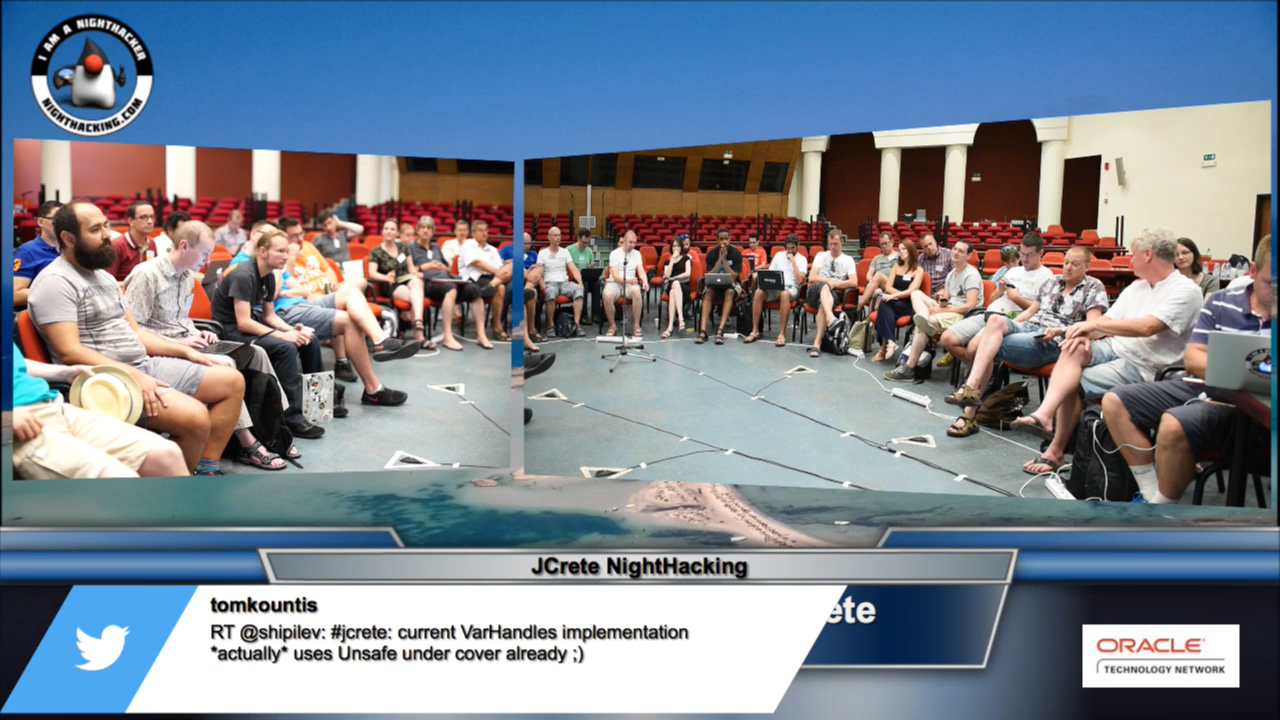 I AM A NIGHTHACKER
NIGHTHACKING.COM
JCrete NightHacking
tomkountis
RT @shipilev: #jcrete: current VarHandles implementation
*actually* uses Unsafe under cover already ;)
ete
ORACLE
TECHNOLOGY NETWORK